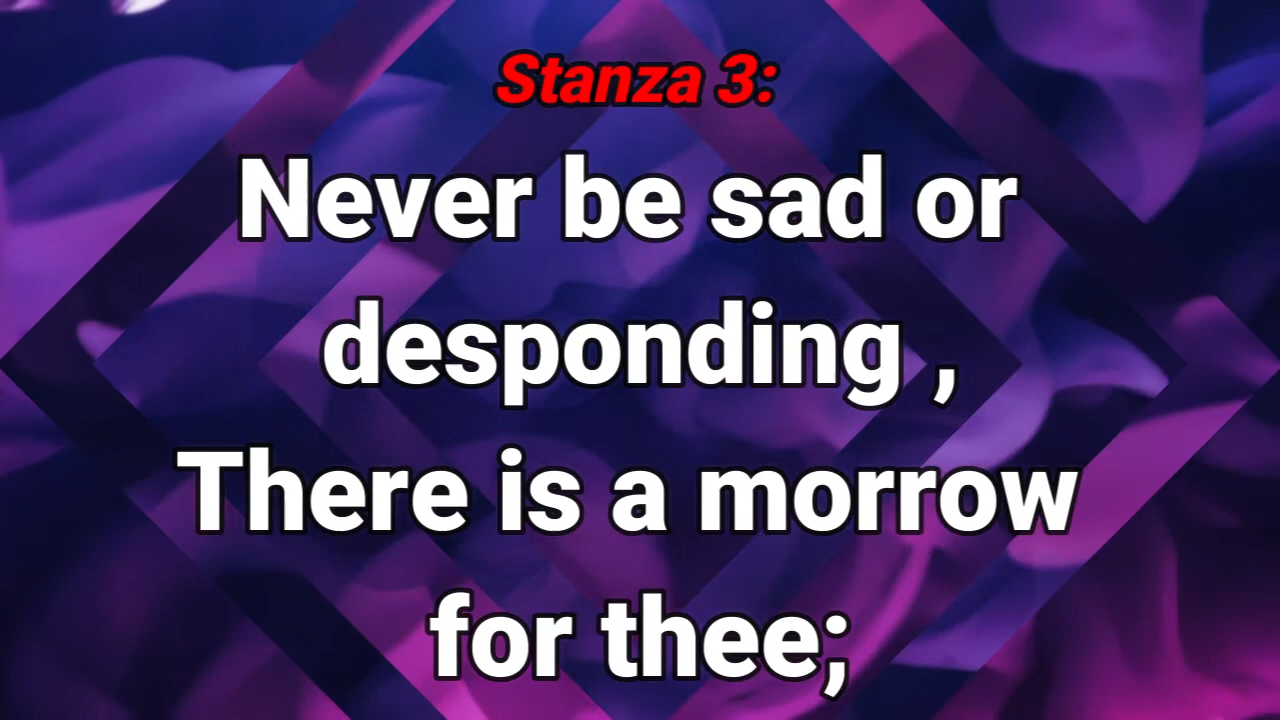 Stanza 3:
Never be sad or
desponding ,
There is a morrow
for thee;